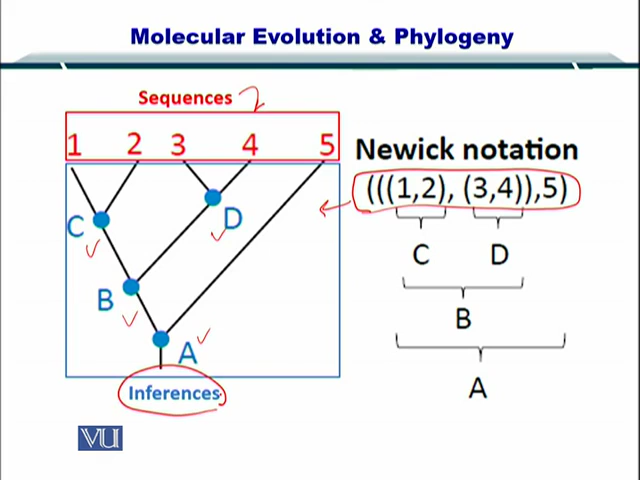 Molecular Evolution & Phylogeny
Sequences
1 2 3 4 5
Newick notation
(((1,2), (3,4)),5)
C
D
B
A
Inferences
C D
B
A
VU